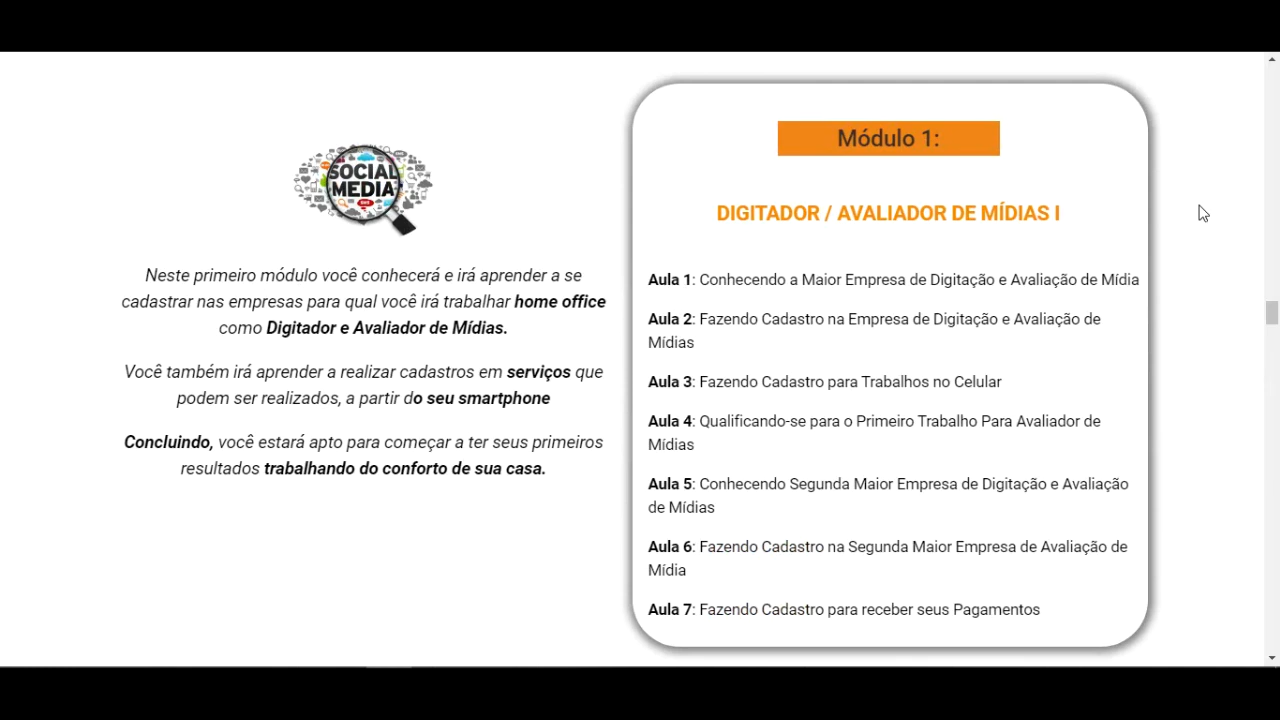 SOCIAL
MEDIA
Neste primeiro módulo você conhecerá e irá aprender a se
cadastrar nas empresas para qual você irá trabalhar home office
como Digitador e Avaliador de Mídias.
Você também irá aprender a realizar cadastros em serviços que
podem ser realizados, a partir do seu smartphone
Concluindo, você estará apto para começar a ter seus primeiros
resultados trabalhando do conforto de sua casa.
Módulo 1:
DIGITADOR / AVALIADOR DE MÍDIAS I
Aula 1: Conhecendo a Maior Empresa de Digitação e Avaliação de Mídia
Aula 2: Fazendo Cadastro na Empresa de Digitação e Avaliação de
Mídias
Aula 3: Fazendo Cadastro para Trabalhos no Celular
Aula 4: Qualificando-se para o Primeiro Trabalho Para Avaliador de
Mídias
Aula 5: Conhecendo Segunda Maior Empresa de Digitação e Avaliação
de Mídias
Aula 6: Fazendo Cadastro na Segunda Maior Empresa de Avaliação de
Mídia
Aula 7: Fazendo Cadastro para receber seus Pagamentos